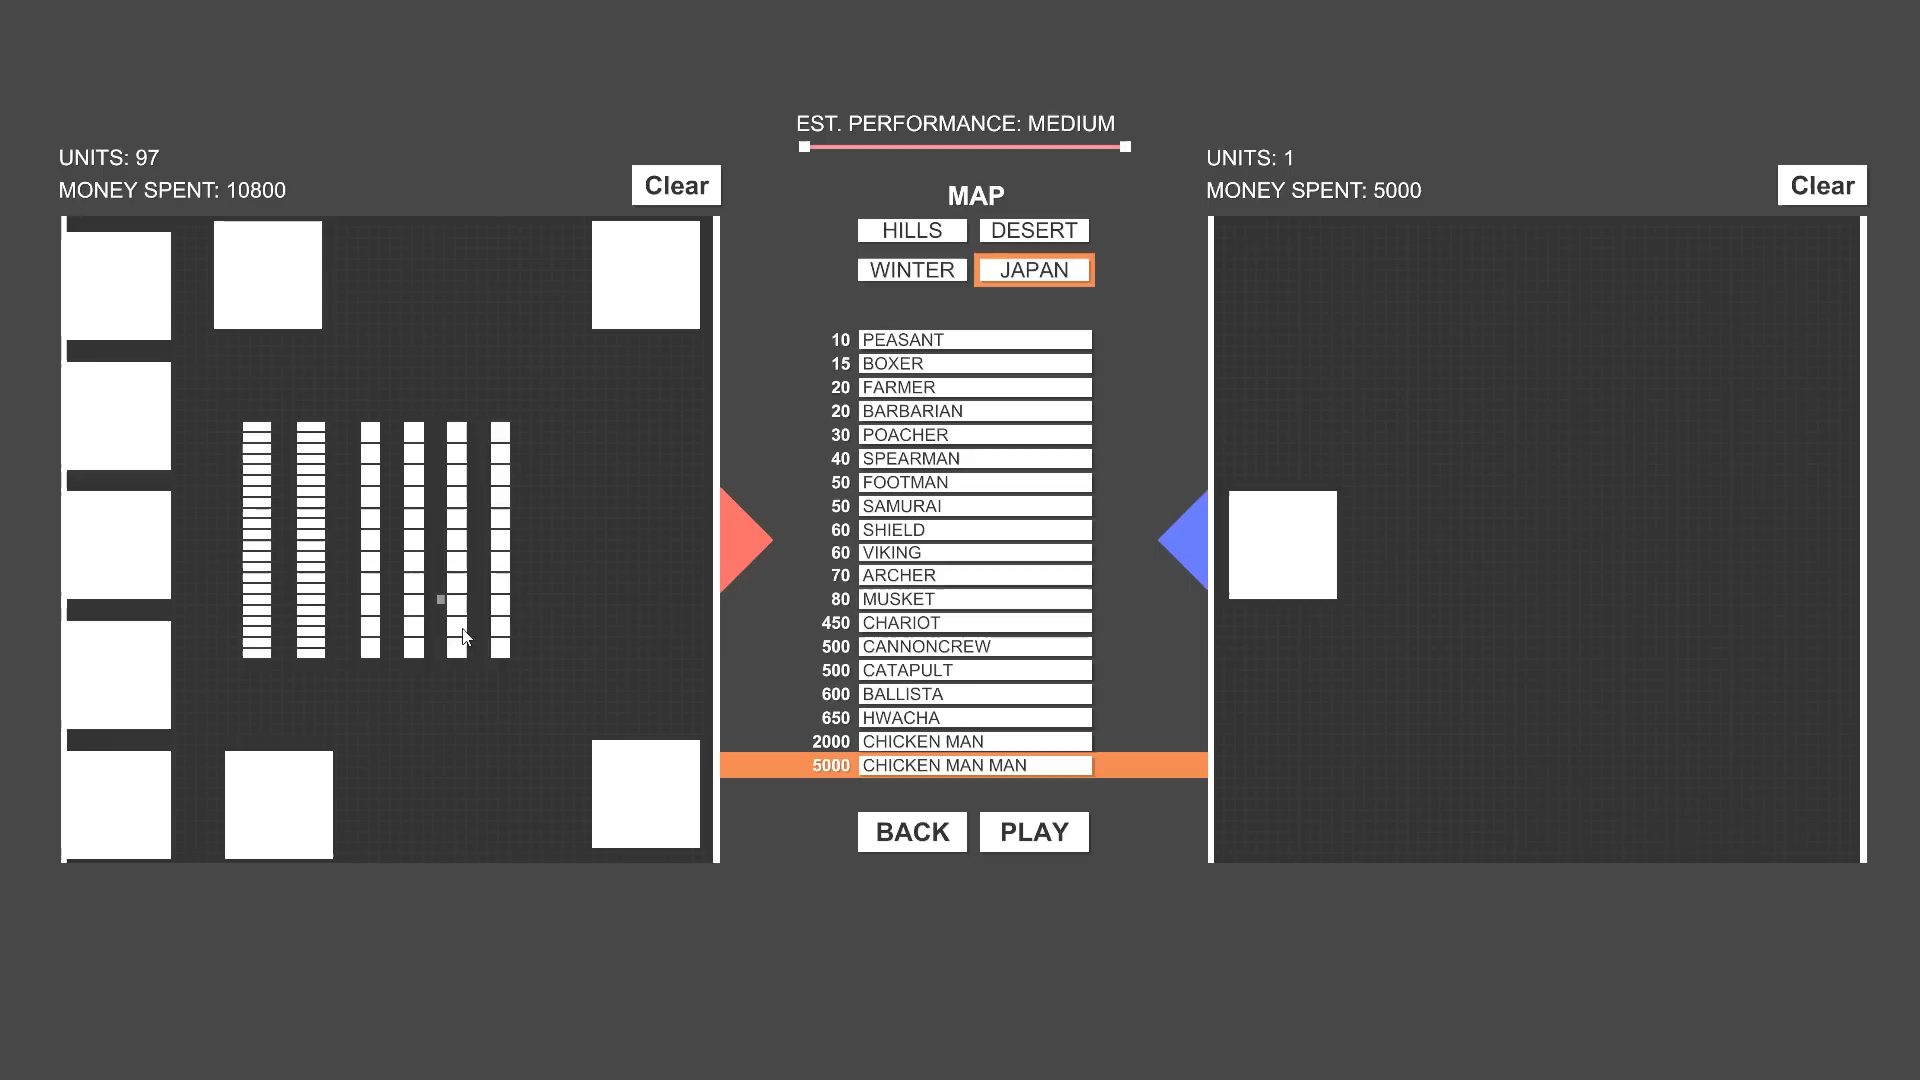 EST. PERFORMANCE: MEDIUM
UNITS: 97
MONEY SPENT: 10800
Clear
UNITS: 1
MONEY SPENT: 5000
Clear
MAP
HILLS DESERT
WINTER JAPAN
10 PEASANT
15 BOXER
20 FARMER
20 BARBARIAN
30 POACHER
40 SPEARMAN
50 FOOTMAN
50 SAMURAI
60 SHIELD
60 VIKING
70 ARCHER
80 MUSKET
450 CHARIOT
500 CANNONCREW
500 CATAPULT
600 BALLISTA
650 HWACHA
2000 CHICKEN MAN
5000 CHICKEN MAN MAN
BACK PLAY